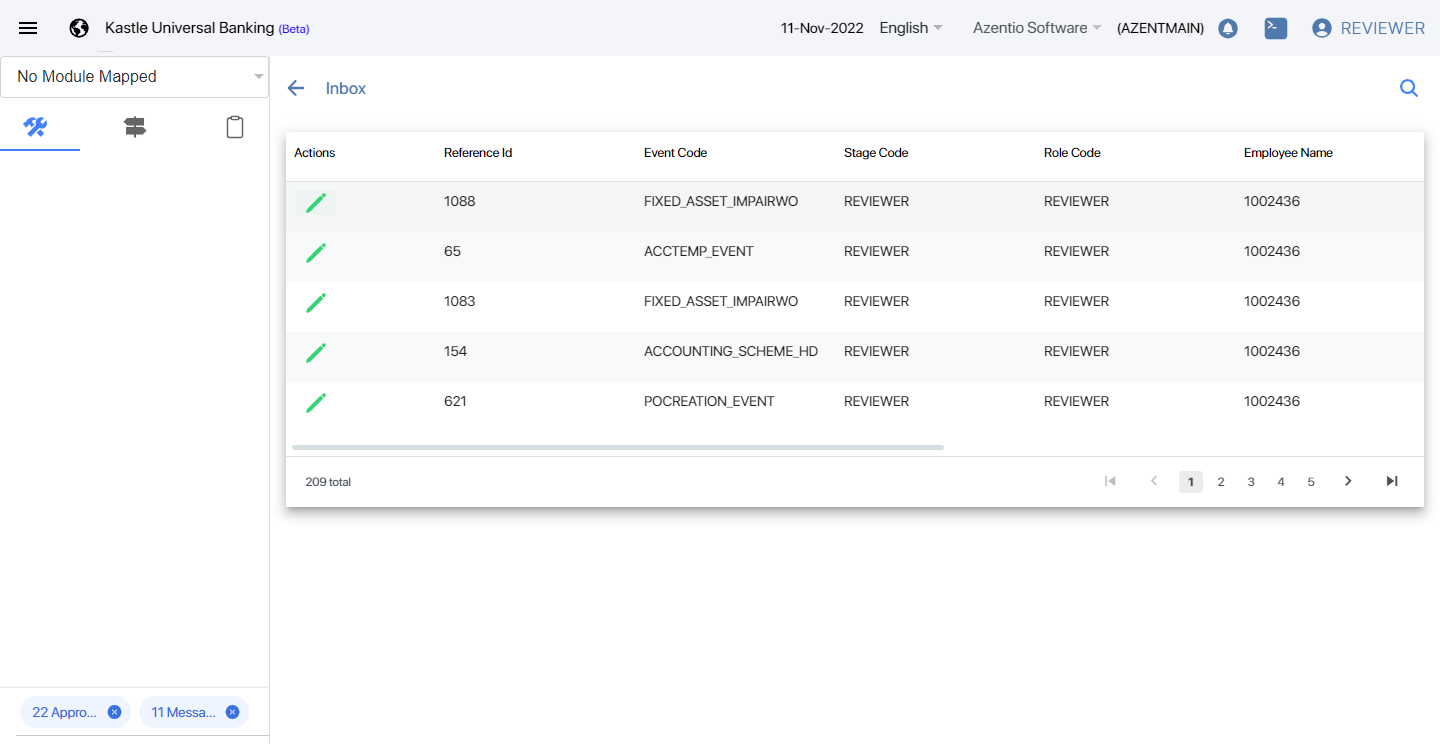 Kastle Universal Banking (Beta) 11-Nov-2022 English Azentio Software (AZENTMAIN) REVIEWER
No Module Mapped
Inbox
Actions Reference Id Event Code Stage Code Role Code Employee Name
1088 FIXED_ASSET_IMPAIRWO REVIEWER REVIEWER 1002436
65 ACCTEMP_EVENT REVIEWER REVIEWER 1002436
1083 FIXED_ASSET_IMPAIRWO REVIEWER REVIEWER 1002436
154 ACCOUNTING_SCHEME_HD REVIEWER REVIEWER 1002436
621 POCREATION_EVENT REVIEWER REVIEWER 1002436
209 total 1 2 3 4 5
22 Appro... 11 Messa...